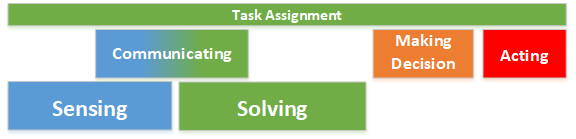 Task Assignment
Communicating
Making
Decision
Acting
Sensing
Solving